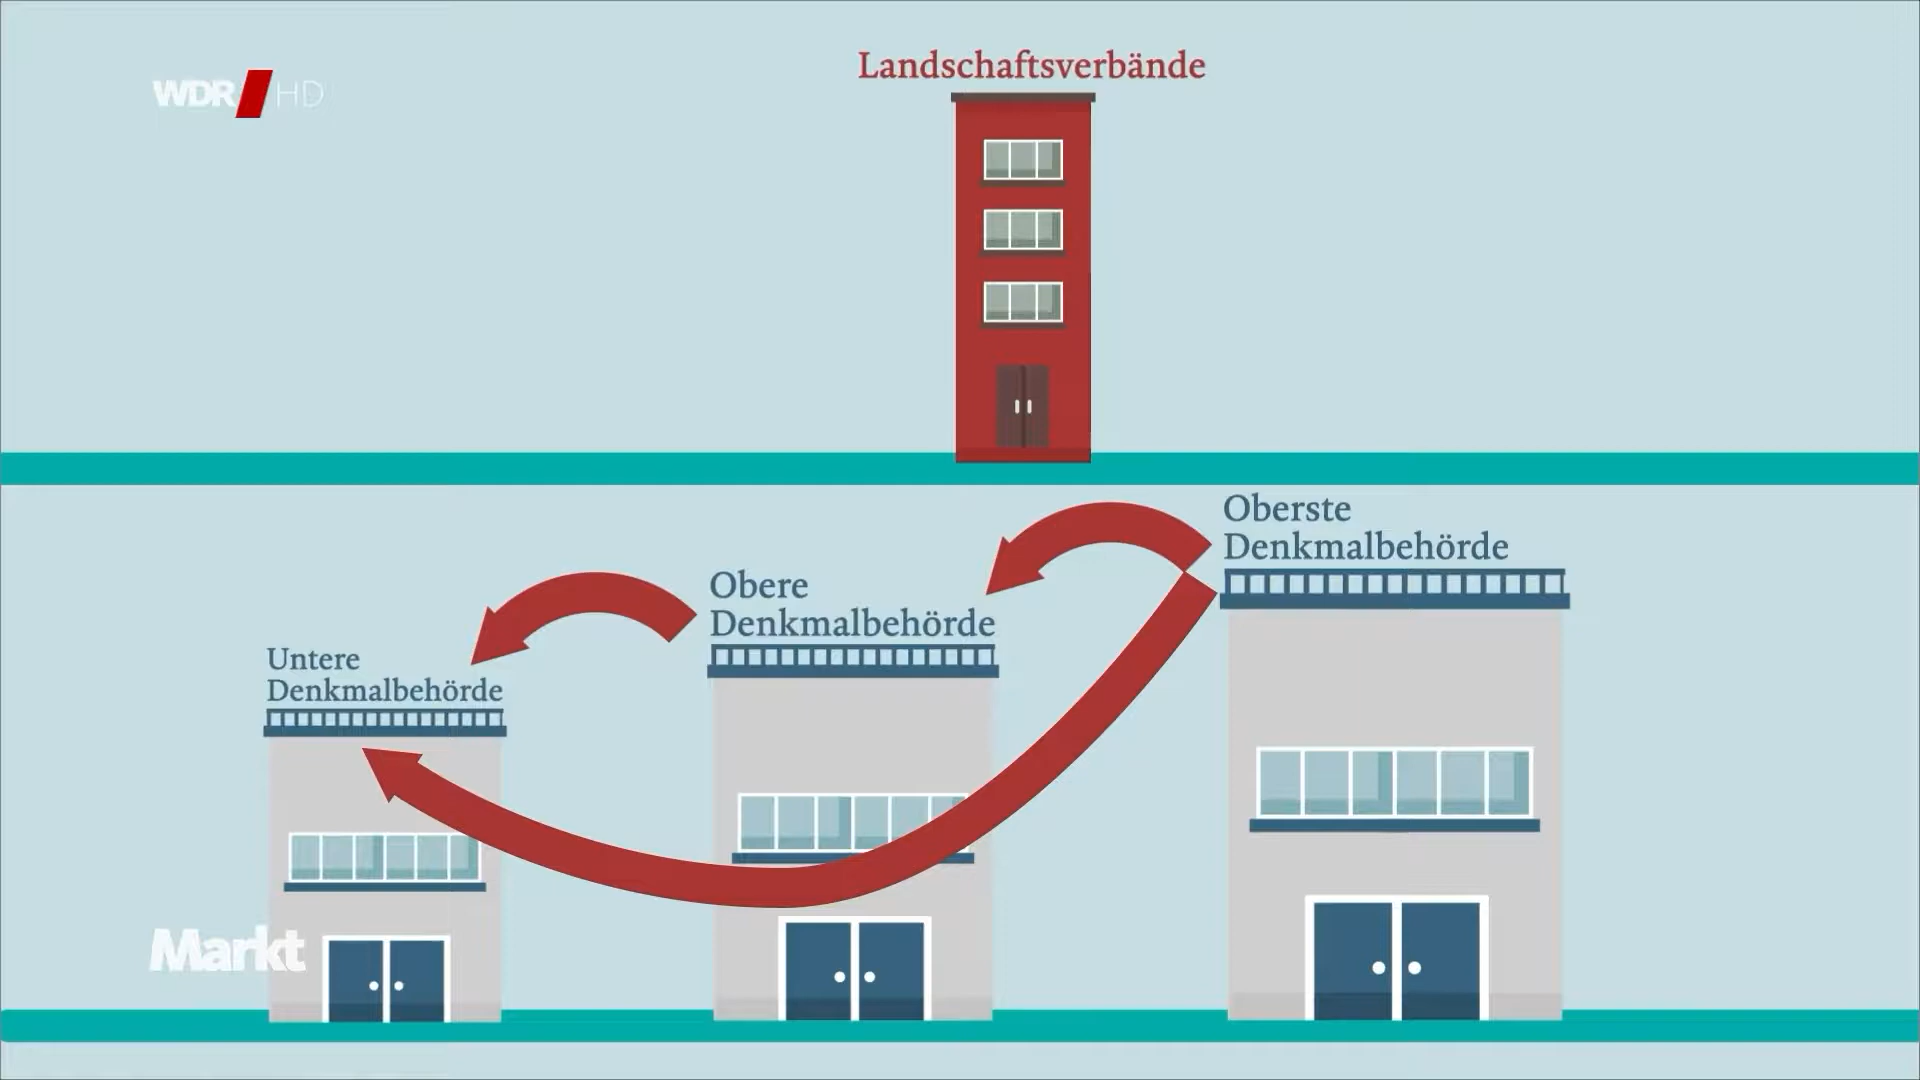 WDR HD
Landschaftsverbände
Oberste
Denkmalbehörde
Obere
Denkmalbehörde
Untere
Denkmalbehörde
Markt